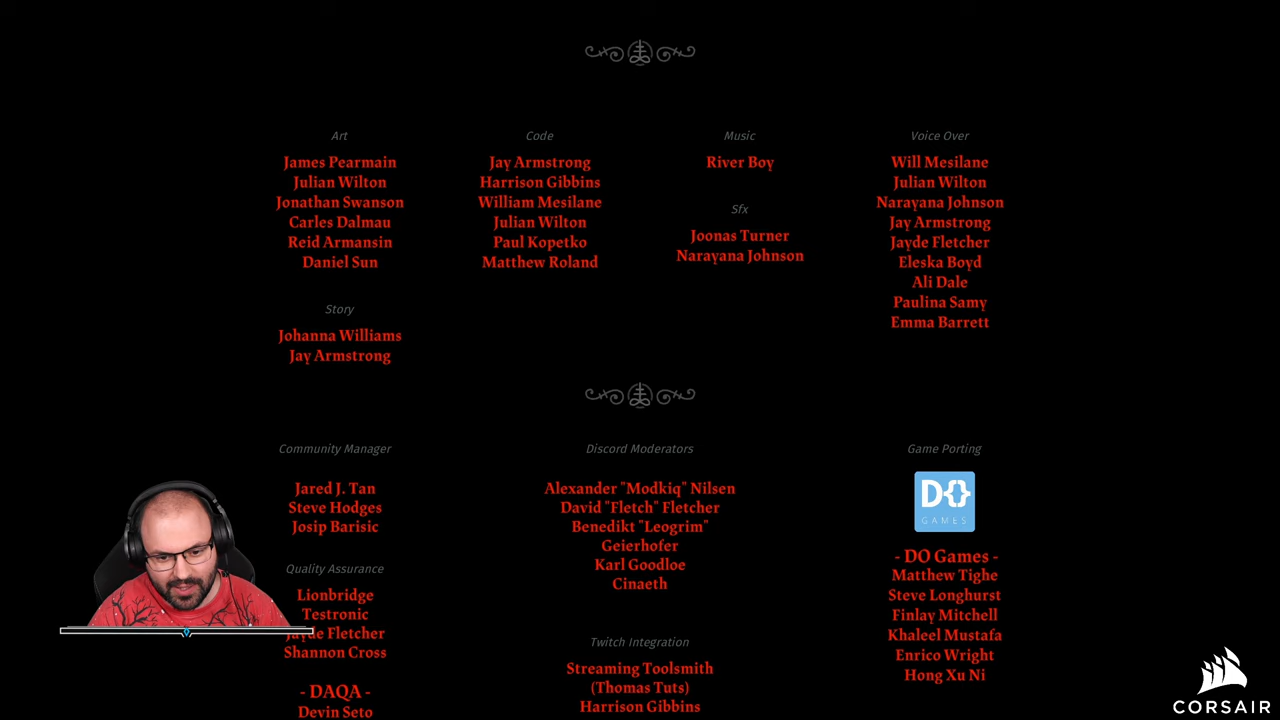 Art
James Pearmain
Julian Wilton
Jonathan Swanson
Carles Dalmau
Reid Armansin
Daniel Sun
Story
Johanna Williams
Jay Armstrong
Code
Jay Armstrong
Harrison Gibbins
William Mesilane
Julian Wilton
Paul Kopetko
Matthew Roland
Music
River Boy
Sfx
Joonas Turner
Narayana Johnson
Voice Over
Will Mesilane
Julian Wilton
Narayana Johnson
Jay Armstrong
Jayde Fletcher
Eleska Boyd
Ali Dale
Paulina Samy
Emma Barrett
Community Manager
Jared J. Tan
Steve Hodges
Josip Barisic
Quality Assurance
Lionbridge
Testronic
Jayde Fletcher
Shannon Cross
- DAQA -
Devin Seto
Discord Moderators
Alexander "Modkiq" Nilsen
David "Fletch" Fletcher
Benedikt "Leogrim"
Geierhofer
Karl Goodloe
Cinaeth
Twitch Integration
Streaming Toolsmith
(Thomas Tuts)
Harrison Gibbins
Game Porting
DO
GAMES
- DO Games -
Matthew Tighe
Steve Longhurst
Finlay Mitchell
Khaleel Mustafa
Enrico Wright
Hong Xu Ni
CORSAIR